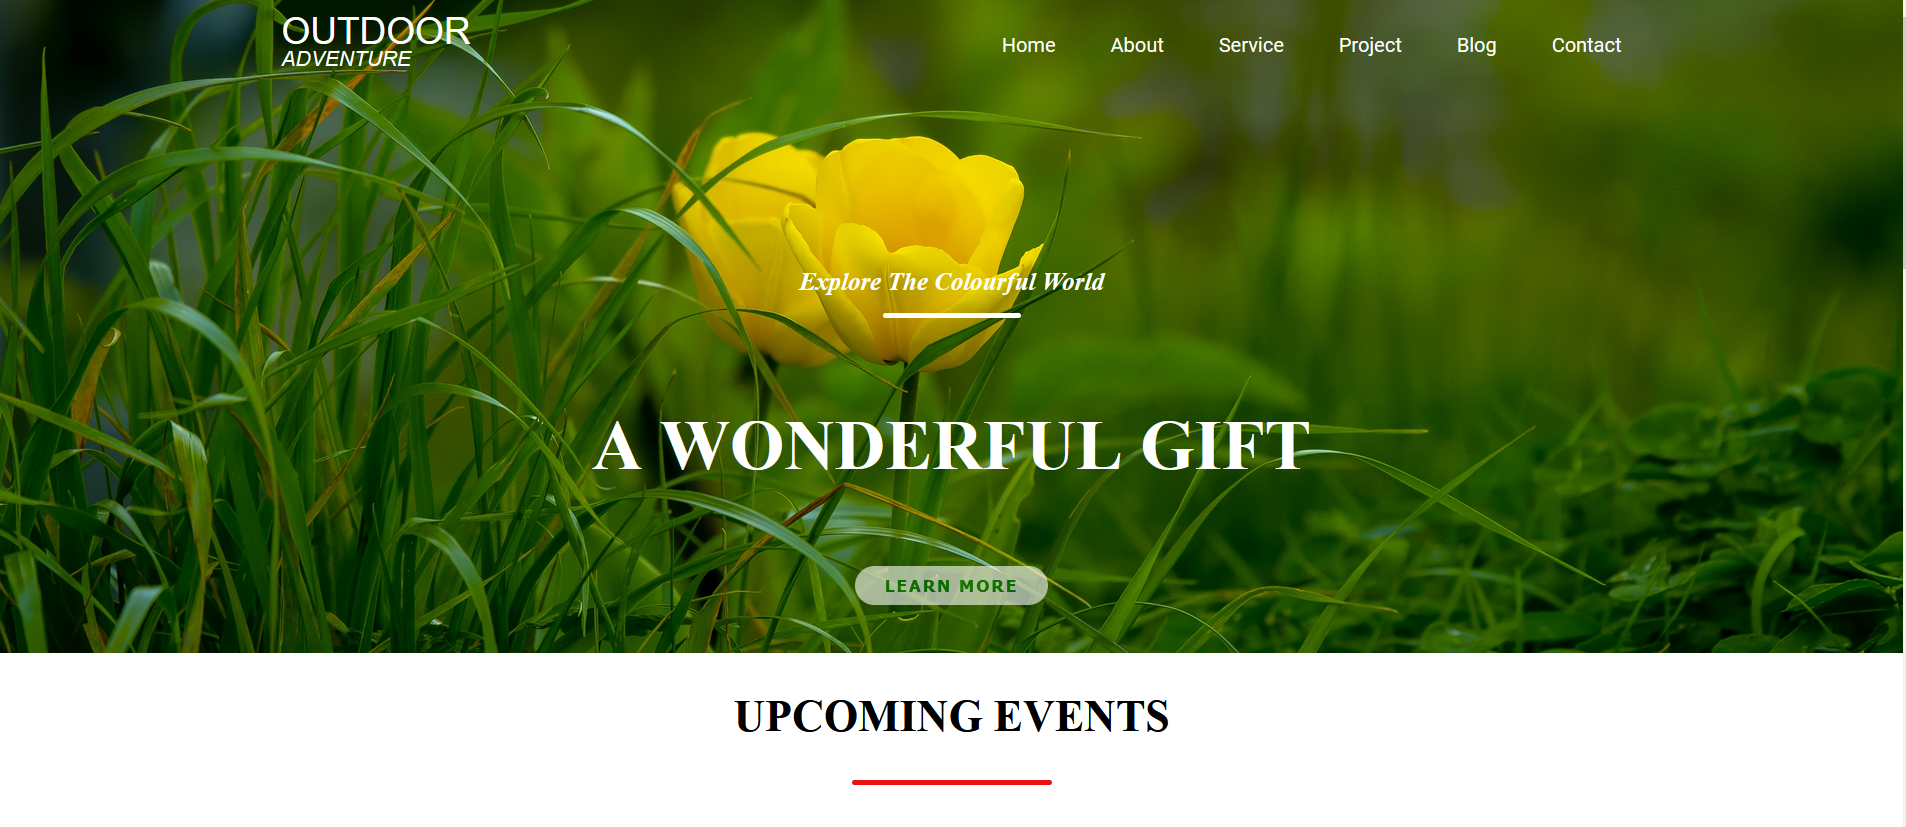 OUTDOOR
ADVENTURE
Home About Service Project Blog Contact
Explore The Colourful World
A WONDERFUL GIFT
LEARN MORE
UPCOMING EVENTS